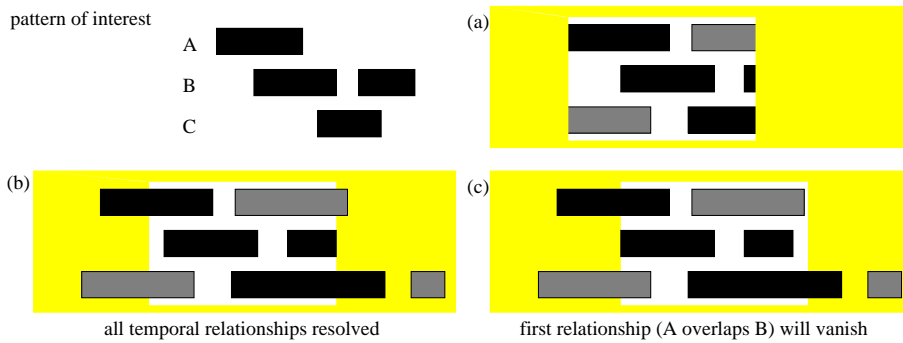 pattern of interest
A
B
C
(a)
(b)
(c)
all temporal relationships resolved
first relationship (A overlaps B) will vanish